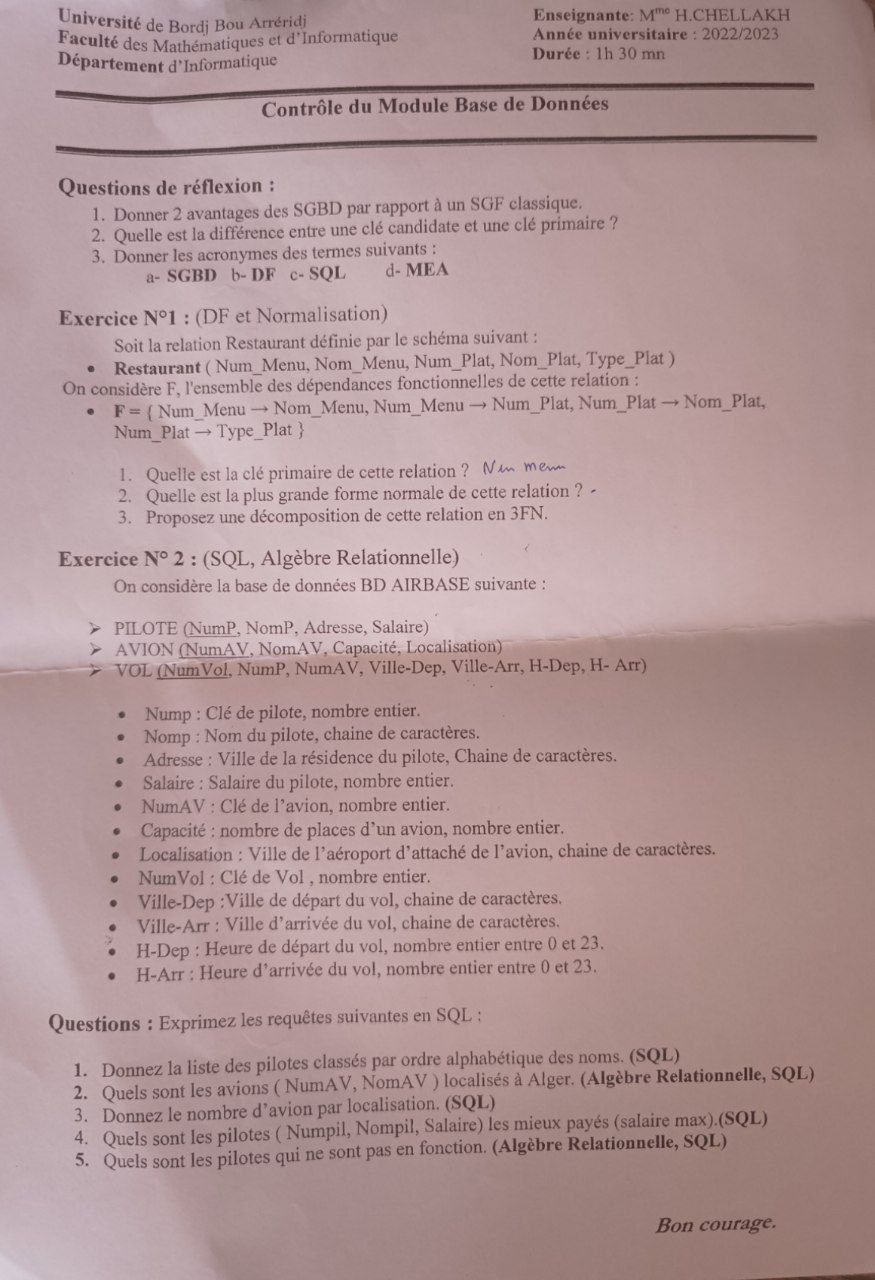 Université de Bordj Bou Arréridj
Faculté des Mathématiques et d'Informatique
Département d'Informatique
Enseignante: Mme H.CHELLAKH
Année universitaire : 2022/2023
Durée : 1h 30 mn
Contrôle du Module Base de Données
Questions de réflexion :
1. Donner 2 avantages des SGBD par rapport à un SGF classique.
2. Quelle est la différence entre une clé candidate et une clé primaire ?
3. Donner les acronymes des termes suivants :
a- SGBD b- DF c- SQL d- MEA
Exercice N°1 : (DF et Normalisation)
Soit la relation Restaurant définie par le schéma suivant :
• Restaurant ( Num_Menu, Nom_Menu, Num_Plat, Nom_Plat, Type_Plat )
On considère F, l'ensemble des dépendances fonctionnelles de cette relation :
• F = { Num_Menu → Nom_Menu, Num_Menu → Num_Plat, Num_Plat → Nom_Plat,
Num_Plat → Type_Plat }
1. Quelle est la clé primaire de cette relation ? Num menu
2. Quelle est la plus grande forme normale de cette relation ? -
3. Proposez une décomposition de cette relation en 3FN.
Exercice N° 2 : (SQL, Algèbre Relationnelle)
On considère la base de données BD AIRBASE suivante :
➢ PILOTE (NumP, NomP, Adresse, Salaire)
➢ AVION (NumAV, NomAV, Capacité, Localisation)
➢ VOL (NumVol, NumP, NumAV, Ville-Dep, Ville-Arr, H-Dep, H- Arr)
• Nump : Clé de pilote, nombre entier.
• Nomp : Nom du pilote, chaine de caractères.
• Adresse : Ville de la résidence du pilote, Chaine de caractères.
• Salaire : Salaire du pilote, nombre entier.
• NumAV : Clé de l'avion, nombre entier.
• Capacité : nombre de places d'un avion, nombre entier.
• Localisation : Ville de l'aéroport d'attaché de l'avion, chaine de caractères.
• NumVol : Clé de Vol , nombre entier.
• Ville-Dep :Ville de départ du vol, chaine de caractères.
• Ville-Arr : Ville d'arrivée du vol, chaine de caractères.
• H-Dep : Heure de départ du vol, nombre entier entre 0 et 23.
• H-Arr : Heure d'arrivée du vol, nombre entier entre 0 et 23.
Questions : Exprimez les requêtes suivantes en SQL :
1. Donnez la liste des pilotes classés par ordre alphabétique des noms. (SQL)
2. Quels sont les avions ( NumAV, NomAV ) localisés à Alger. (Algèbre Relationnelle, SQL)
3. Donnez le nombre d'avion par localisation. (SQL)
4. Quels sont les pilotes ( Numpil, Nompil, Salaire) les mieux payés (salaire max).(SQL)
5. Quels sont les pilotes qui ne sont pas en fonction. (Algèbre Relationnelle, SQL)
Bon courage.